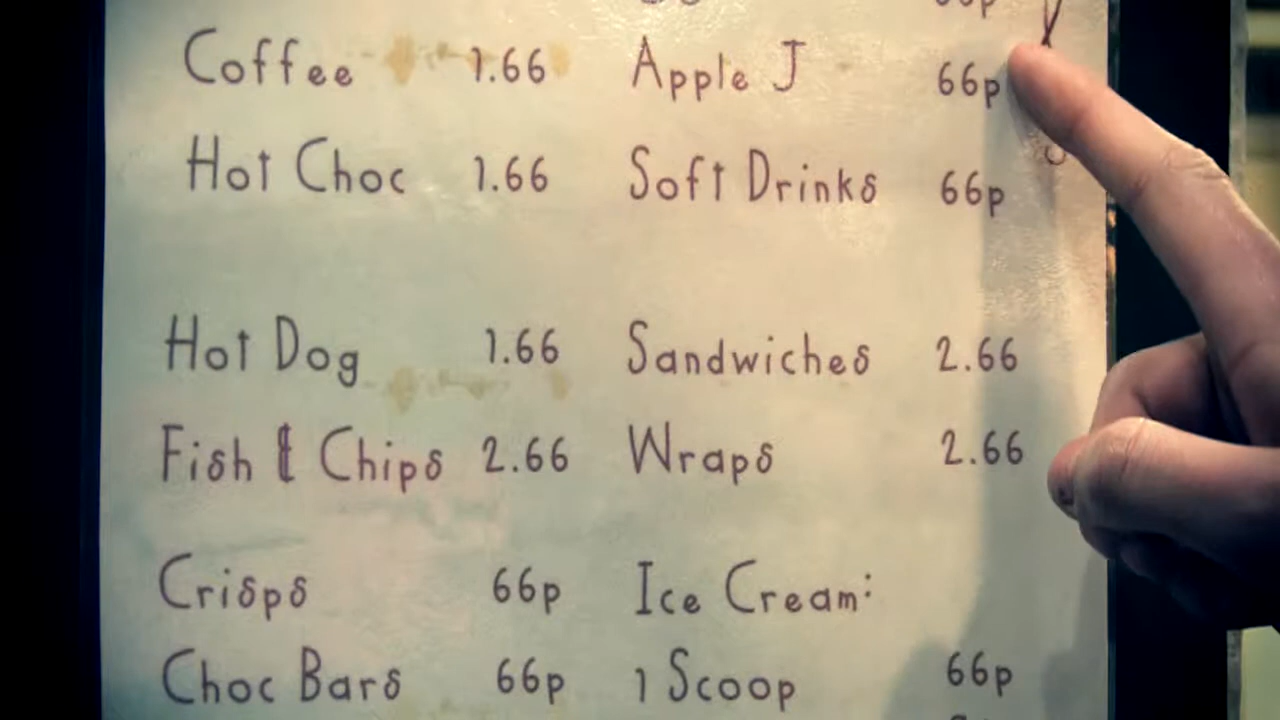 Coffee 1.66 Apple J 66p
Hot Choc 1.66 Soft Drinks 66p
Hot Dog 1.66 Sandwiches 2.66
Fish & Chips 2.66 Wraps 2.66
Crisps 66p Ice Cream:
Choc Bars 66p 1 Scoop 66p